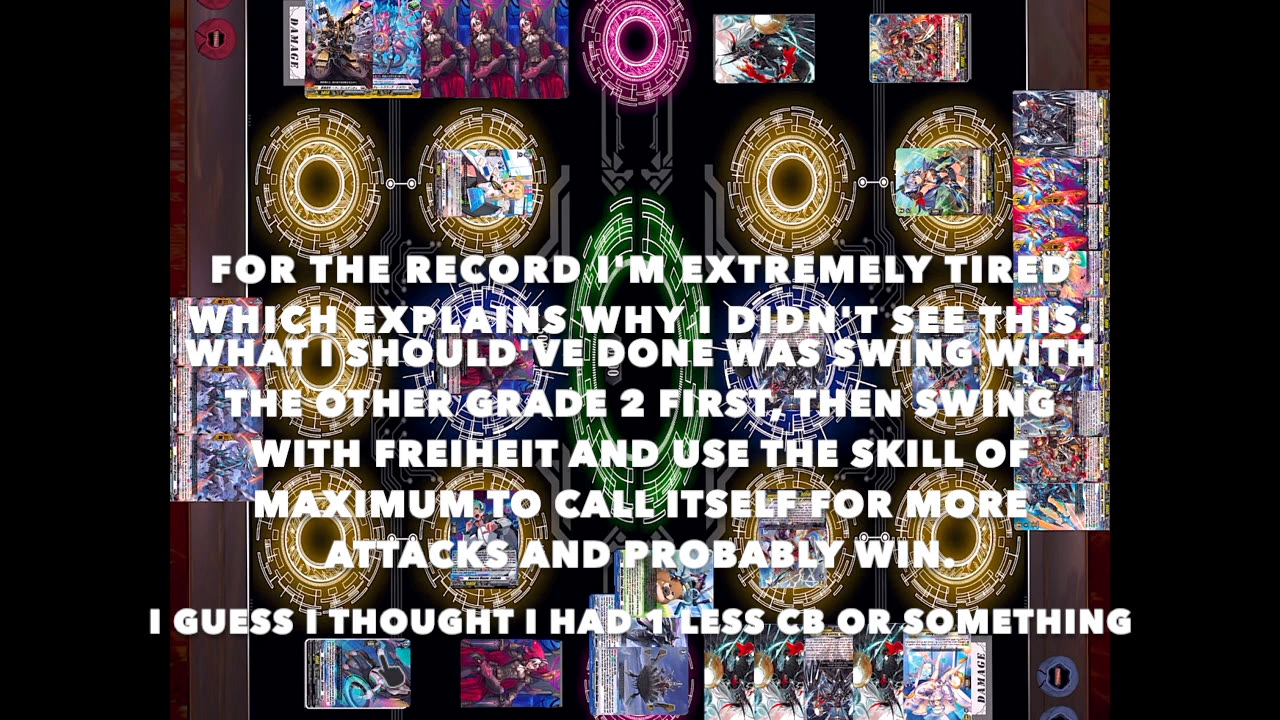 DAMAGE
FOR THE RECORD I'M EXTREMELY TIRED
WHICH EXPLAINS WHY I DIDN'T SEE THIS.
WHAT I SHOULD'VE DONE WAS SWING WITH
THE OTHER GRADE 2 FIRST, THEN SWING
WITH FREIHEIT AND USE THE SKILL OF
MAXIMUM TO CALL ITSELF FOR MORE
ATTACKS AND PROBABLY WIN.
I GUESS I THOUGHT I HAD 1 LESS CB OR SOMETHING
DAMAGE